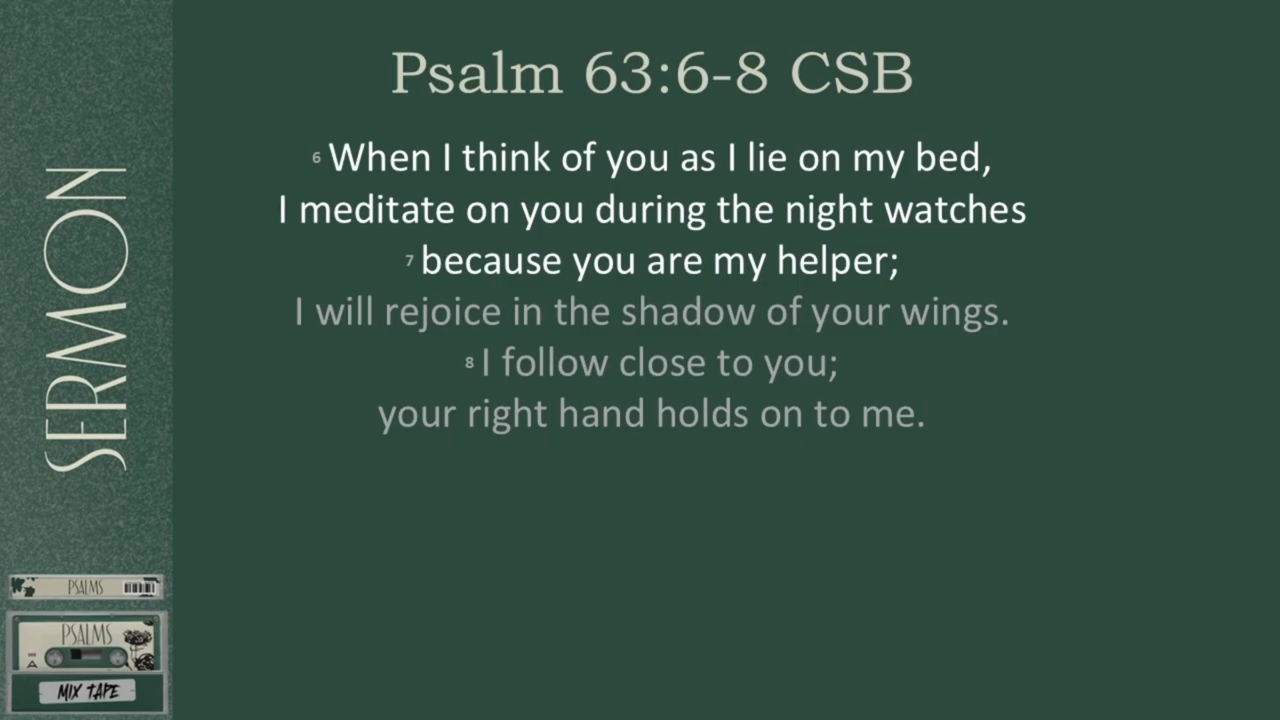 Psalm 63:6-8 CSB
6 When I think of you as I lie on my bed,
I meditate on you during the night watches
7 because you are my helper;
I will rejoice in the shadow of your wings.
8 I follow close to you;
your right hand holds on to me.
SERMON
PSALMS
PSALMS
A
MIX TAPE